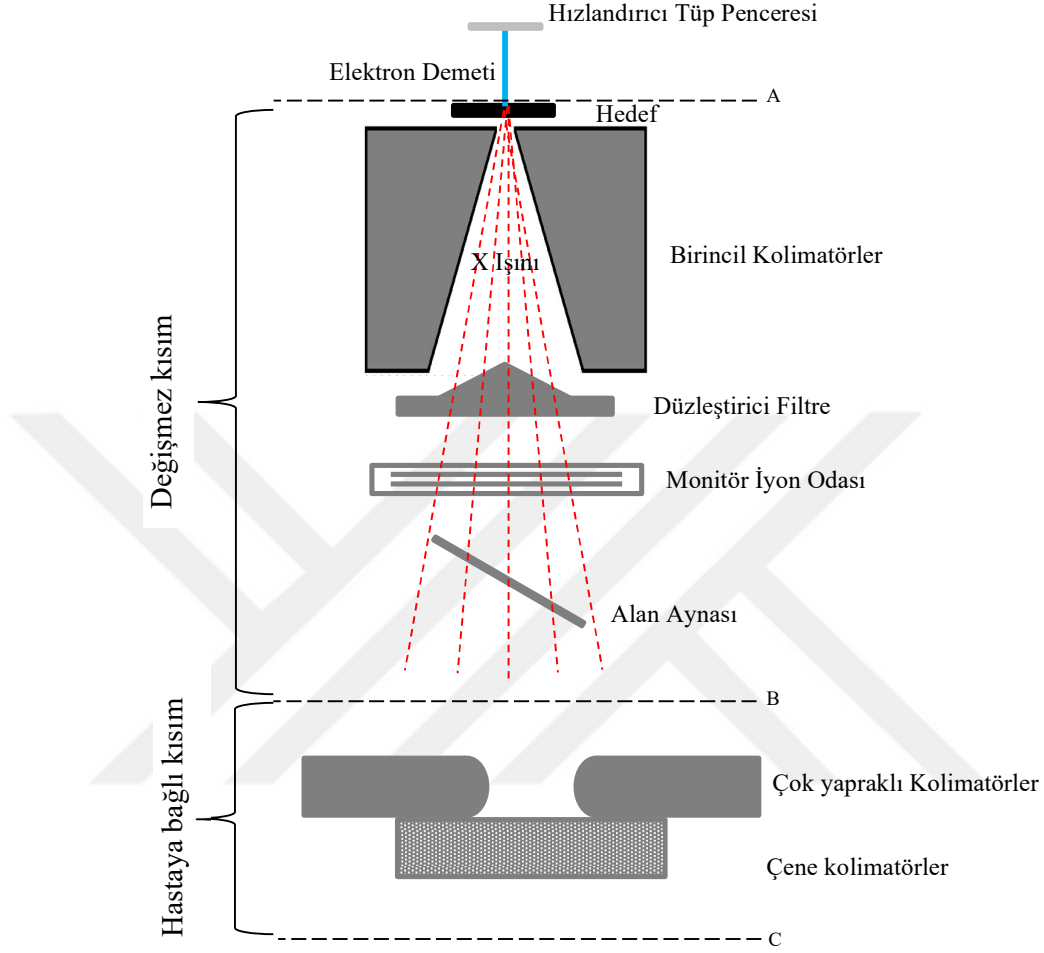 Hızlandırıcı Tüp Penceresi
Elektron Demeti
A
Hedef
Birincil Kolimatörler
X Işını
Değişmez kısım
Düzleştirici Filtre
Monitör İyon Odası
Alan Aynası
B
Hastaya bağlı kısım
Çok yapraklı Kolimatörler
Çene kolimatörler
C